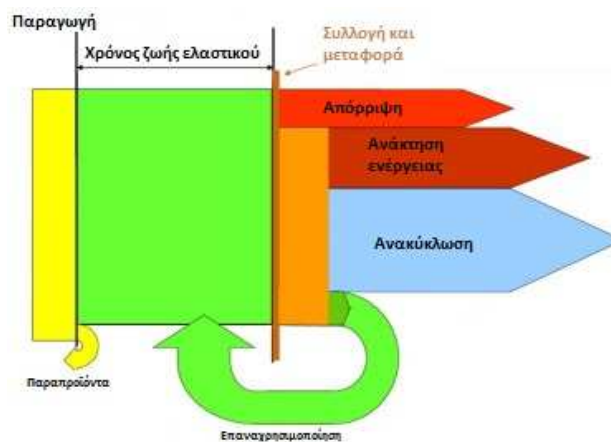 Παραγωγή
Χρόνος ζωής ελαστικού
Συλλογή και
μεταφορά
Απόρριψη
Ανάκτηση
ενέργειας
Ανακύκλωση
Παραπροϊόντα
Επαναχρησιμοποίηση